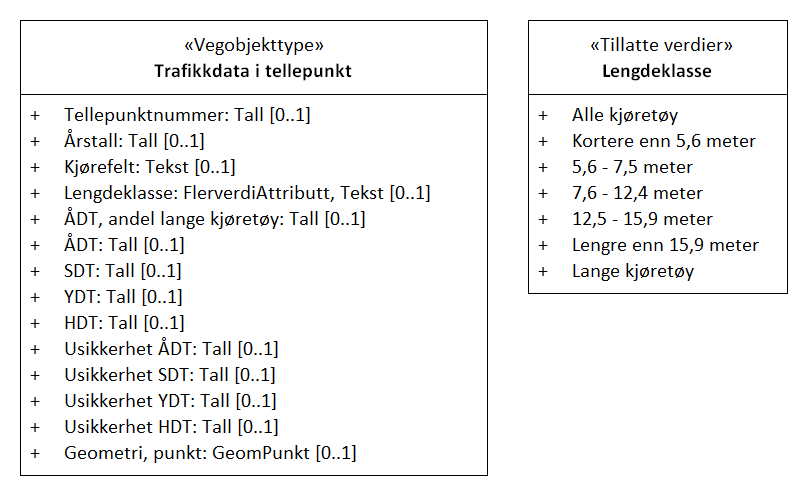 «Vegobjekttype»
Trafikkdata i tellepunkt
+ Tellepunktnummer: Tall [0..1]
+ Årstall: Tall [0..1]
+ Kjørefelt: Tekst [0..1]
+ Lengdeklasse: FlerverdiAttributt, Tekst [0..1]
+ ÅDT, andel lange kjøretøy: Tall [0..1]
+ ÅDT: Tall [0..1]
+ SDT: Tall [0..1]
+ YDT: Tall [0..1]
+ HDT: Tall [0..1]
+ Usikkerhet ÅDT: Tall [0..1]
+ Usikkerhet SDT: Tall [0..1]
+ Usikkerhet YDT: Tall [0..1]
+ Usikkerhet HDT: Tall [0..1]
+ Geometri, punkt: GeomPunkt [0..1]
«Tillatte verdier»
Lengdeklasse
+ Alle kjøretøy
+ Kortere enn 5,6 meter
+ 5,6 - 7,5 meter
+ 7,6 - 12,4 meter
+ 12,5 - 15,9 meter
+ Lengre enn 15,9 meter
+ Lange kjøretøy